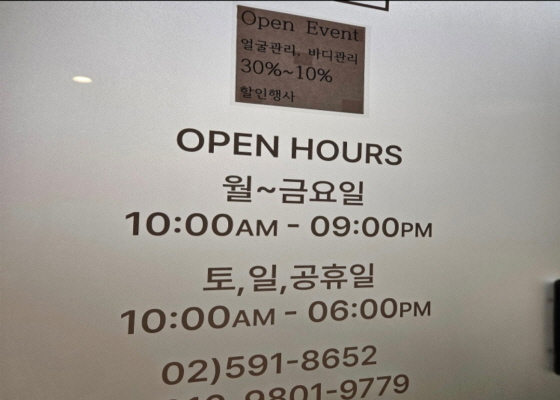 Open Event
얼굴관리, 바디관리
30%~10%
할인행사
OPEN HOURS
월~금요일
10:00AM - 09:00PM
토,일,공휴일
10:00AM - 06:00PM
02)591-8652
9801-9779